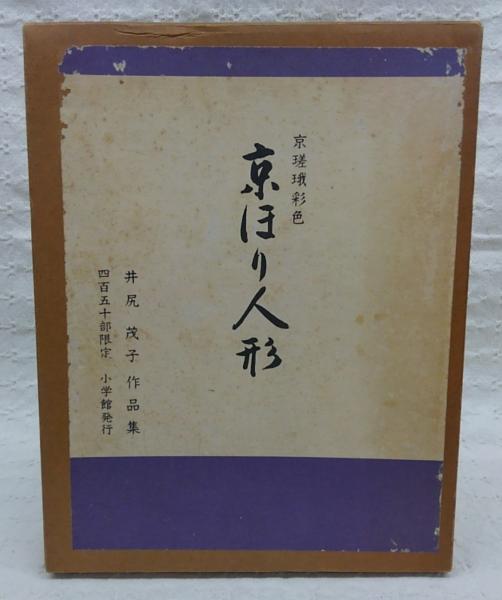 京瑳珴彩色
京ほり人形
井尻茂子作品集
四百五十部限定 小学館発行